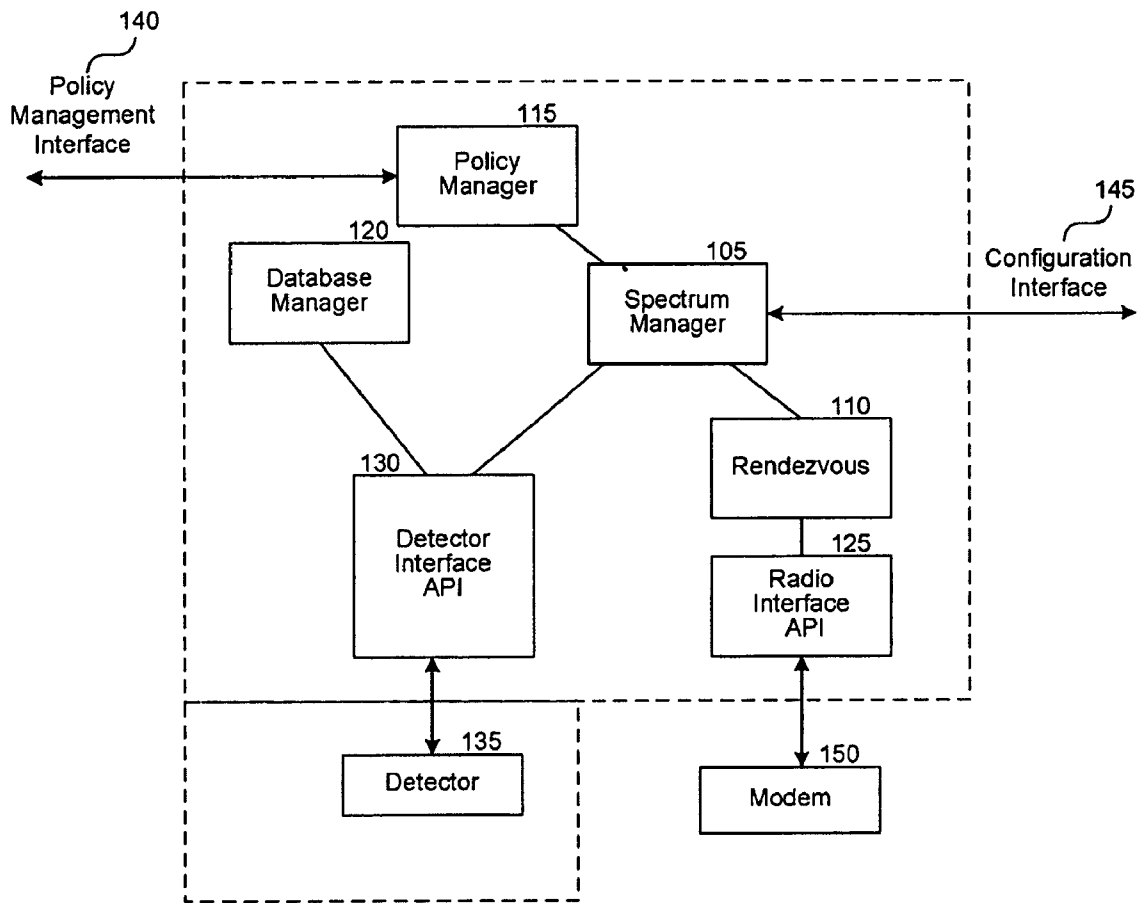 140
Policy
Management
Interface
115
Policy
Manager
120
Database
Manager
105
Spectrum
Manager
145
Configuration
Interface
110
Rendezvous
130
Detector
Interface
API
125
Radio
Interface
API
135
Detector
150
Modem